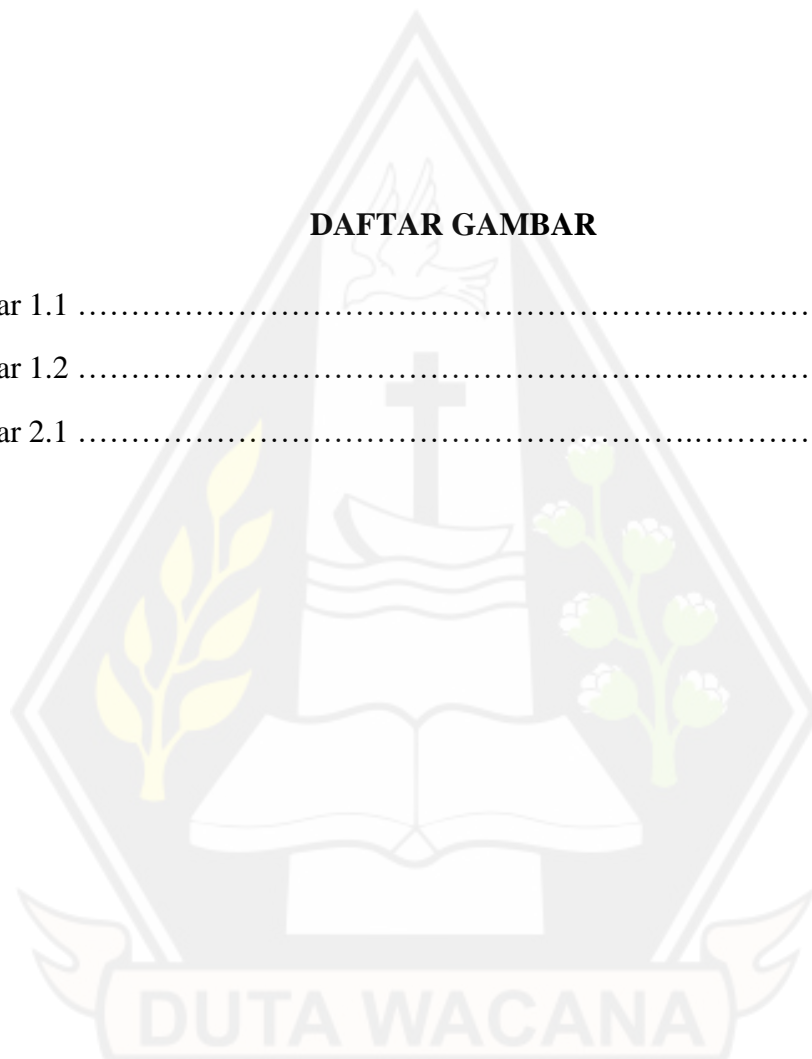 DAFTAR GAMBAR
ar 1.1 ……………………………………………………….…………
ar 1.2 ……………………………………………………….…………
ar 2.1 ……………………………………………………….…………
DUTA WACANA